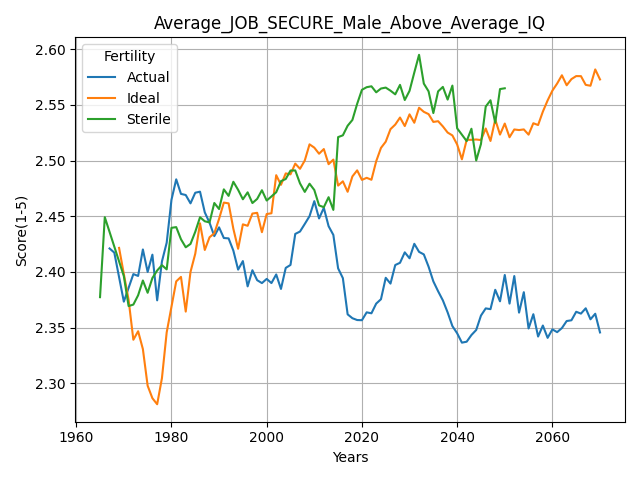 Average_JOB_SECURE_Male_Above_Average_IQ
Fertility
Actual
Ideal
Sterile
Score(1-5)
2.60
2.55
2.50
2.45
2.40
2.35
2.30
1960 1980 2000 2020 2040 2060
Years